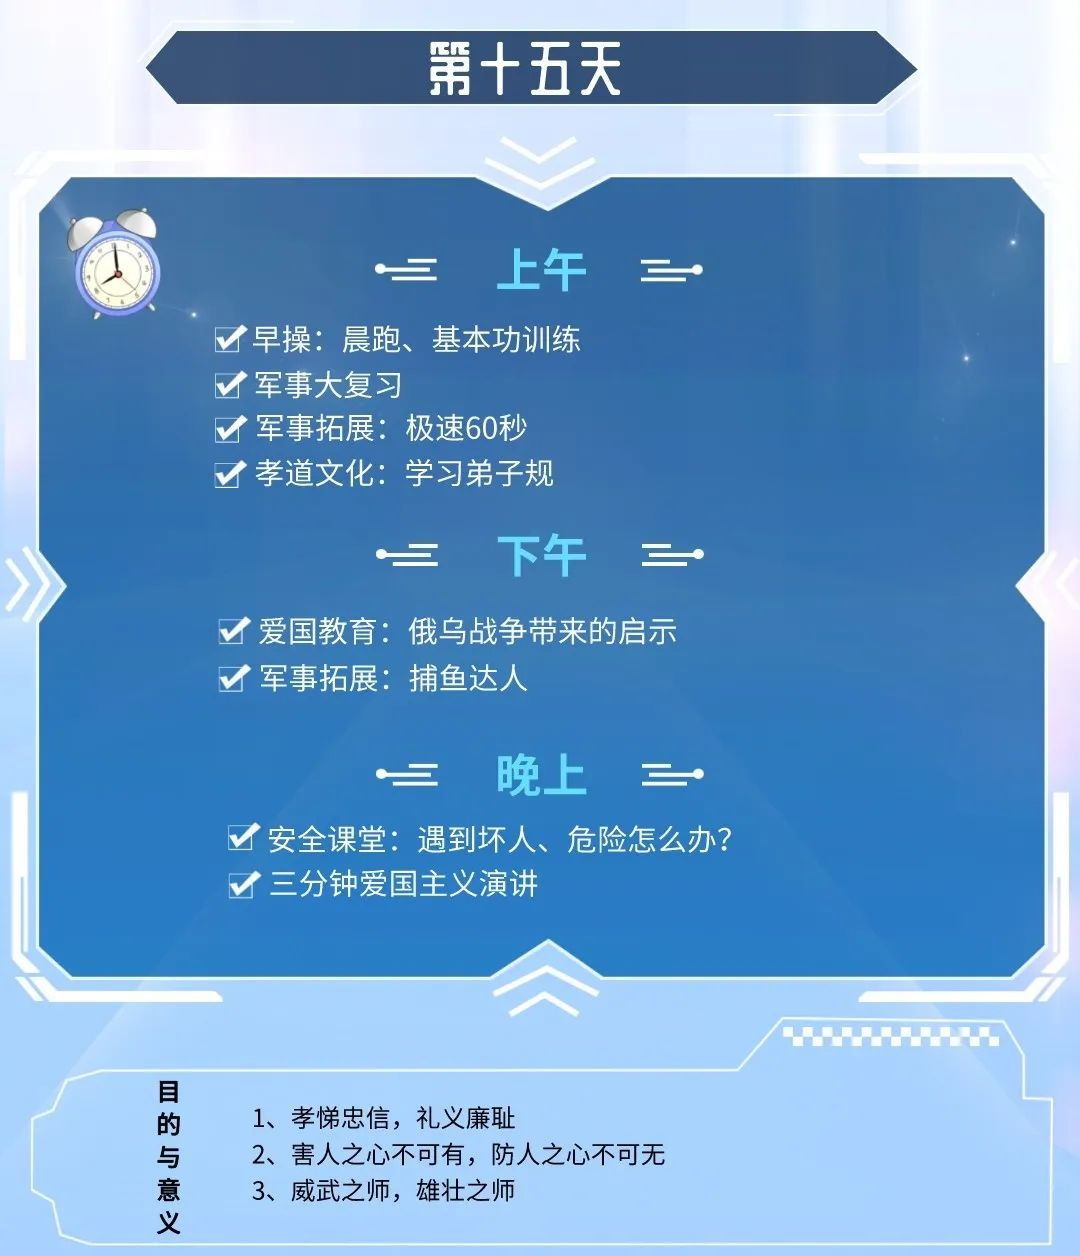 第十五天
上午
早操：晨跑、基本功训练
军事大复习
军事拓展：极速60秒
孝道文化：学习弟子规
下午
爱国教育：俄乌战争带来的启示
军事拓展：捕鱼达人
晚上
安全课堂：遇到坏人、危险怎么办?
三分钟爱国主义演讲
目的与意义
1、孝悌忠信，礼义廉耻
2、害人之心不可有，防人之心不可无
3、威武之师，雄壮之师